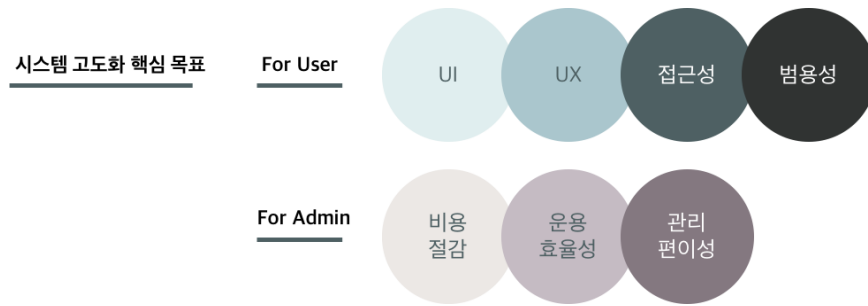 시스템 고도화 핵심 목표
For User
UI
UX
접근성
범용성
For Admin
비용
절감
운용
효율성
관리
편이성